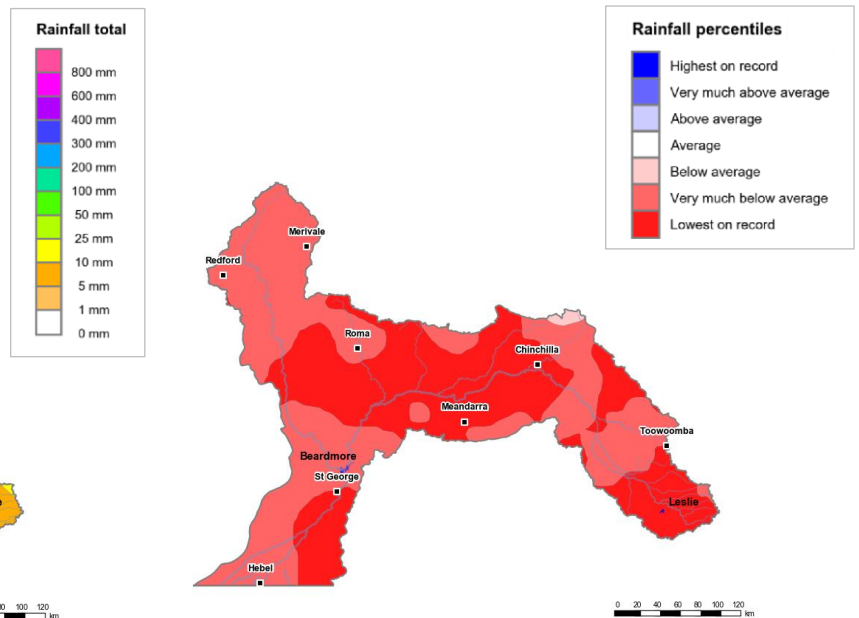 Rainfall total
800 mm
600 mm
400 mm
300 mm
200 mm
100 mm
50 mm
25 mm
10 mm
5 mm
1 mm
0 mm
Rainfall percentiles
Highest on record
Very much above average
Above average
Average
Below average
Very much below average
Lowest on record
Merivale
Redford
Roma
Chinchilla
Meandarra
Toowoomba
Beardmore
St George
Leslie
Hebel
100 120
km
0 20 40 60 80 100 120
km